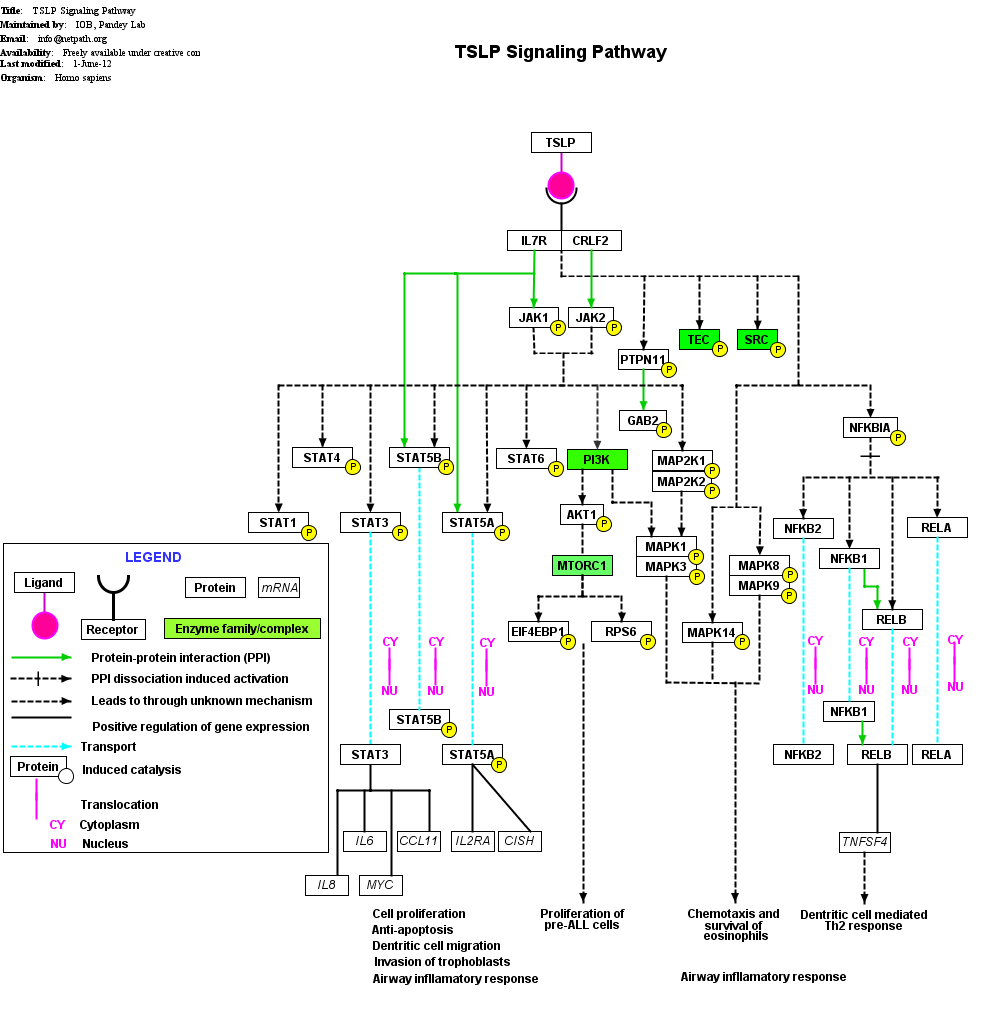 Title: TSLP Signaling Pathway
Maintained by: IOB, Pandey Lab
Email: info@netpath.org
Availability: Freely available under creative con
Last modified: 1-June-12
Organism: Homo sapiens
TSLP Signaling Pathway
TSLP
IL7R CRLF2
JAK1 P JAK2 P
TEC P SRC P
PTPN11 P
GAB2 P
NFKBIA P
STAT4 P STAT5B P STAT6 P PI3K MAP2K1 P
MAP2K2 P
STAT1 P STAT3 P STAT5A P AKT1 P
NFKB2 RELA
MAPK1 P
MAPK3 P
NFKB1
MTORC1
MAPK8 P
MAPK9 P
RELB
EIF4EBP1 P RPS6 P MAPK14 P
CY CY CY CY CY CY CY
NU NU NU NU NU NU NU
STAT5B P
NFKB1
STAT3 STAT5A P
NFKB2 RELB RELA
IL6 CCL11 IL2RA CISH
TNFSF4
IL8 MYC
LEGEND
Ligand
Receptor
Protein mRNA
Enzyme family/complex
Protein-protein interaction (PPI)
PPI dissociation induced activation
Leads to through unknown mechanism
Positive regulation of gene expression
Transport
Protein Induced catalysis
Translocation
CY Cytoplasm
NU Nucleus
Cell proliferation
Anti-apoptosis
Dentritic cell migration
Invasion of trophoblasts
Airway infllamatory response
Proliferation of
pre-ALL cells
Chemotaxis and
survival of
eosinophils
Airway infllamatory response
Dentritic cell mediated
Th2 response